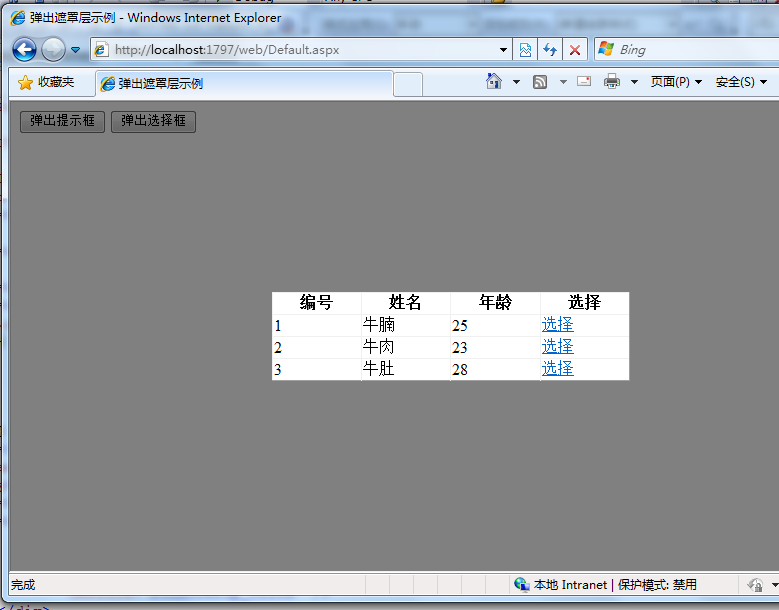 弹出遮罩层示例 - Windows Internet Explorer
http://localhost:1797/web/Default.aspx
Bing
收藏夹
弹出遮罩层示例
页面(P)
安全(S)
弹出提示框 弹出选择框
编号 姓名 年龄 选择
1 牛腩 25 选择
2 牛肉 23 选择
3 牛肚 28 选择
完成
本地 Intranet | 保护模式: 禁用